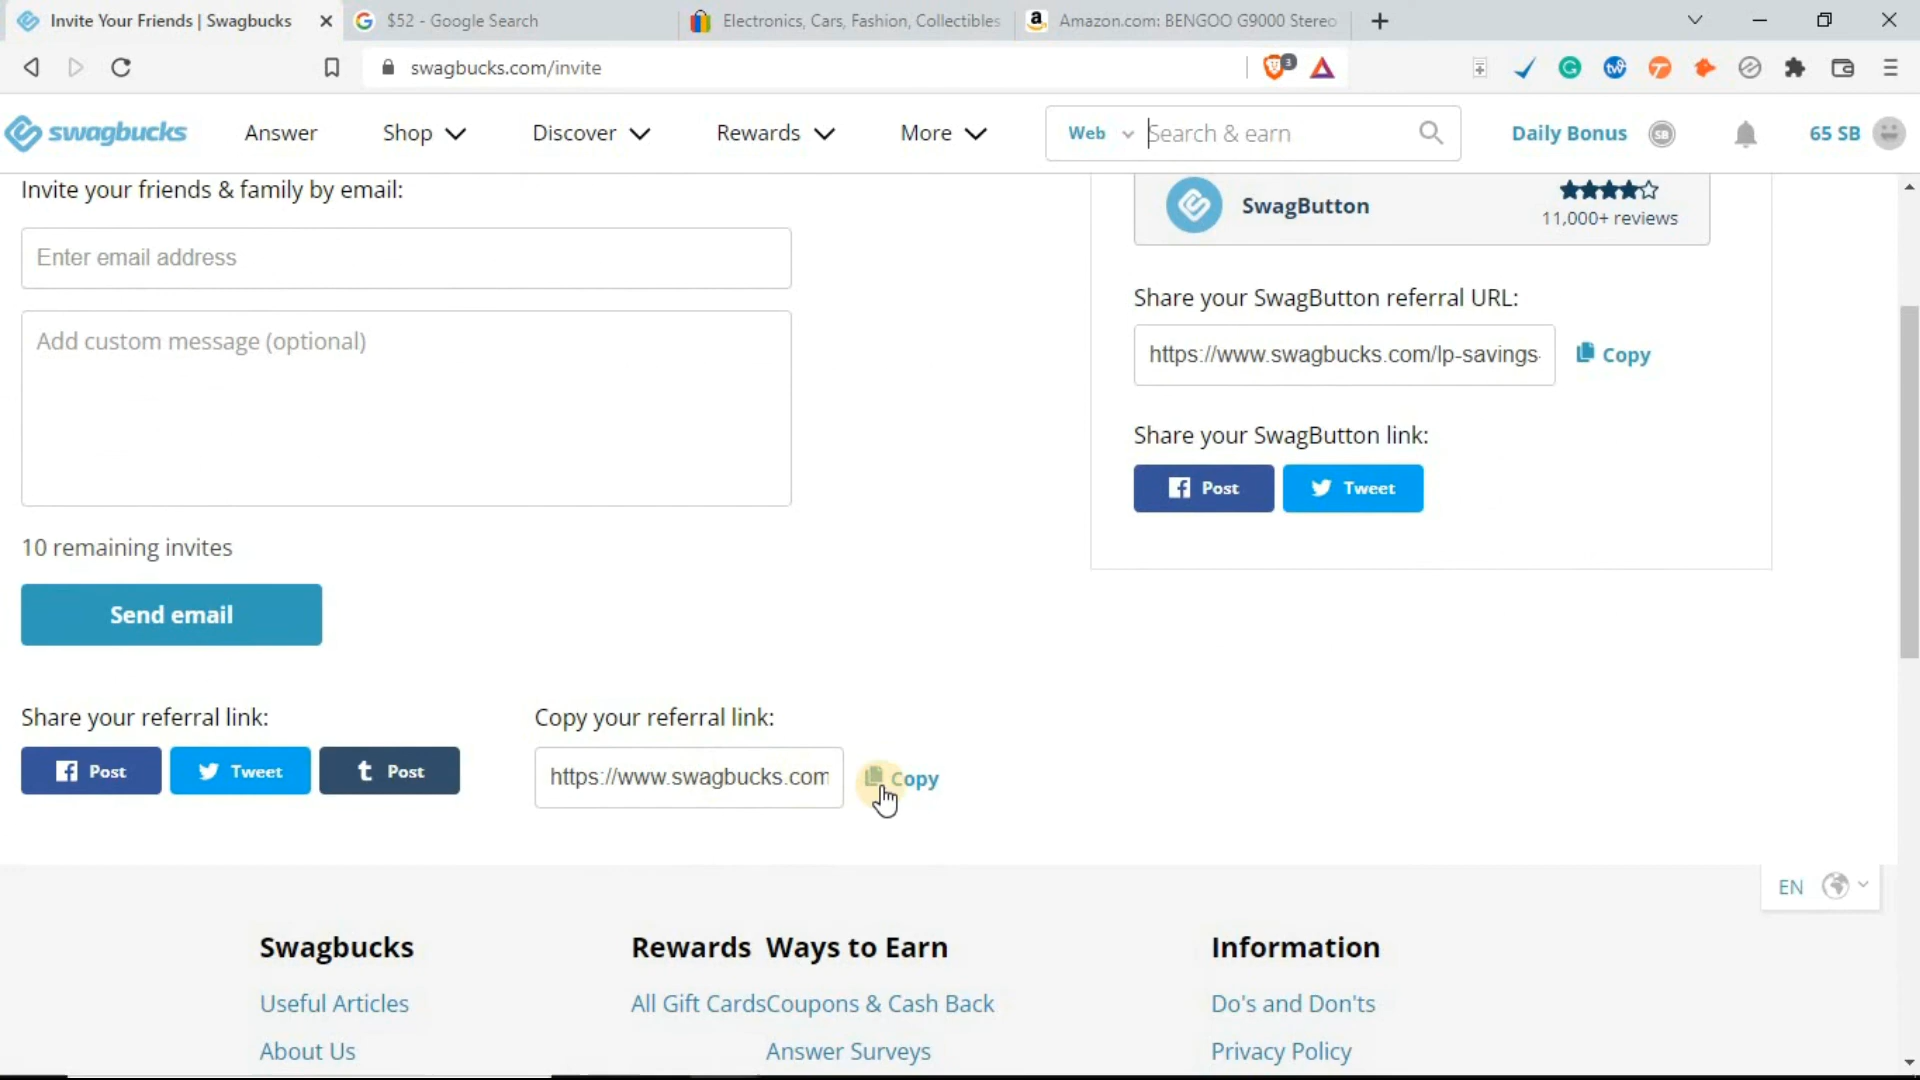 Invite Your Friends | Swagbucks
$52 - Google Search
Electronics, Cars, Fashion, Collectibles
Amazon.com: BENGOO G9000 Stereo
swagbucks.com/invite
3
swagbucks
Answer
Shop
Discover
Rewards
More
Web
Search & earn
Daily Bonus
SB
65 SB
Invite your friends & family by email:
Enter email address
Add custom message (optional)
10 remaining invites
Send email
Share your referral link:
Post
Tweet
Post
Copy your referral link:
https://www.swagbucks.com
Copy
SwagButton
11,000+ reviews
Share your SwagButton referral URL:
https://www.swagbucks.com/lp-savings-
Copy
Share your SwagButton link:
Post
Tweet
EN
Swagbucks
Useful Articles
About Us
Rewards
All Gift Cards
Ways to Earn
Coupons & Cash Back
Answer Surveys
Information
Do's and Don'ts
Privacy Policy